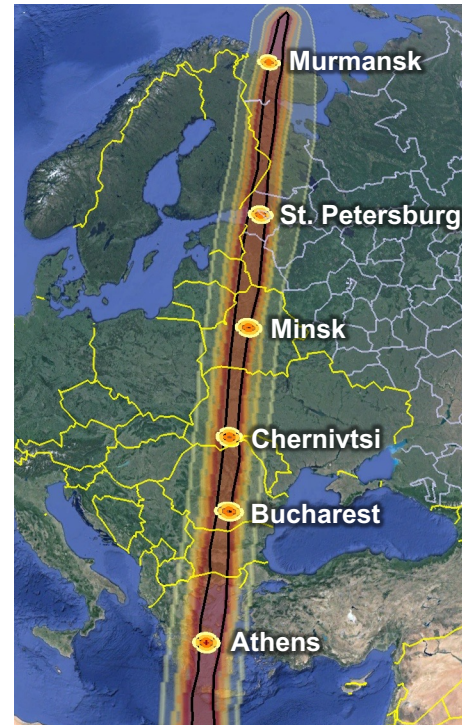 Murmansk
St. Petersburg
Minsk
Chernivtsi
Bucharest
Athens